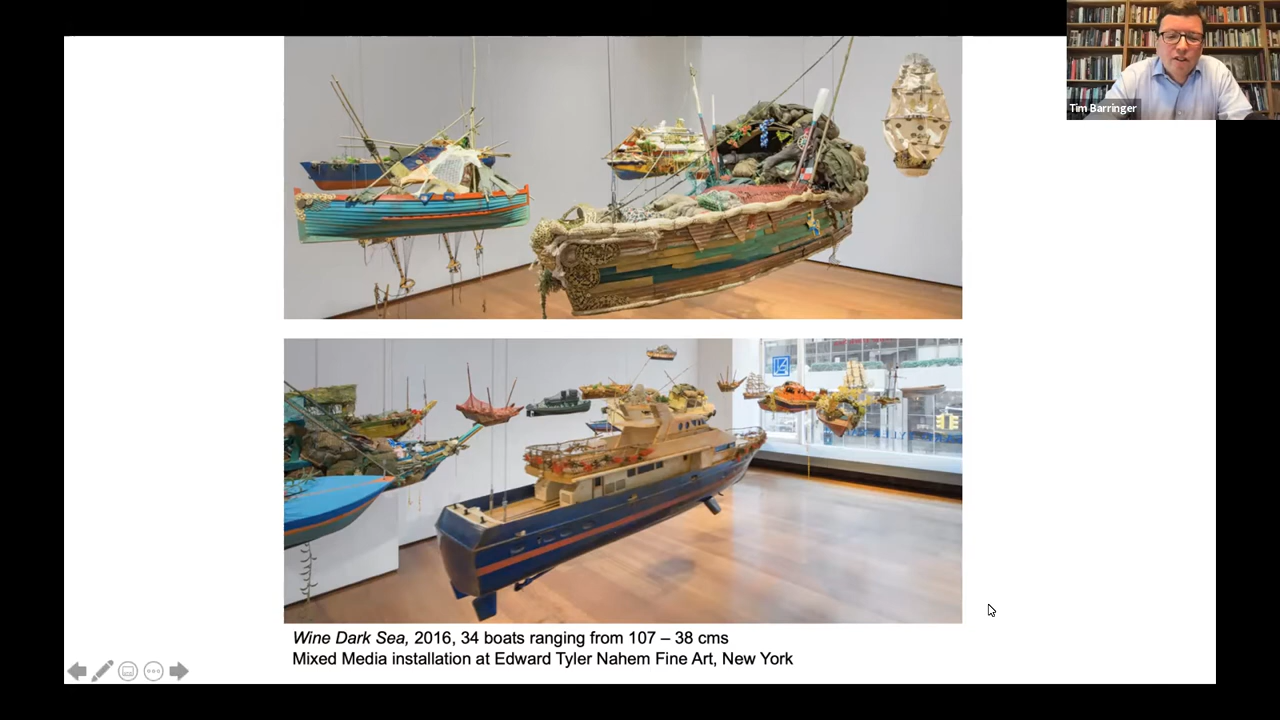 Tim Barringer
Wine Dark Sea, 2016, 34 boats ranging from 107 – 38 cms
Mixed Media installation at Edward Tyler Nahem Fine Art, New York